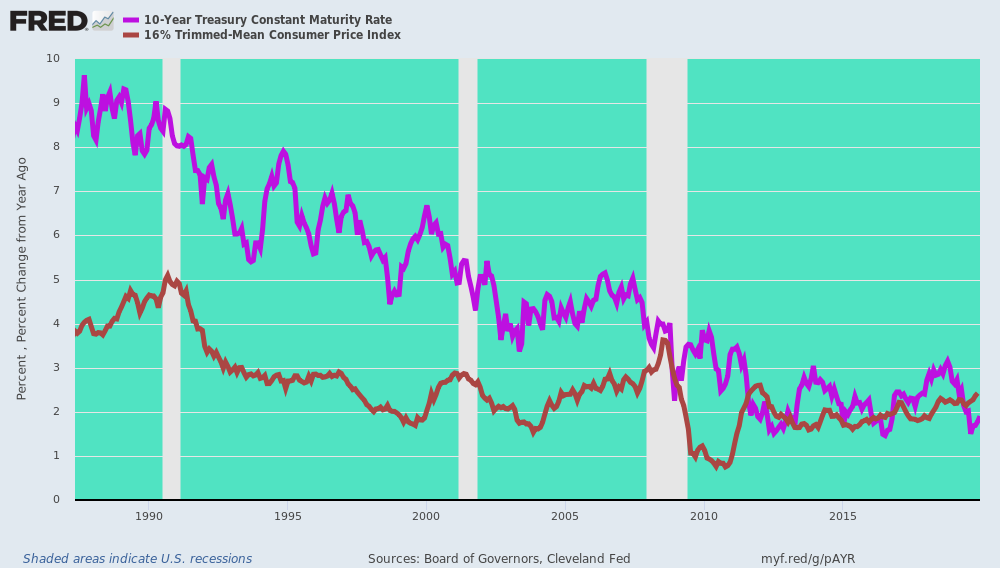 FRED
10-Year Treasury Constant Maturity Rate
16% Trimmed-Mean Consumer Price Index
Percent , Percent Change from Year Ago
10
9
8
7
6
5
4
3
2
1
0
1990 1995 2000 2005 2010 2015
Shaded areas indicate U.S. recessions Sources: Board of Governors, Cleveland Fed myf.red/g/pAYR